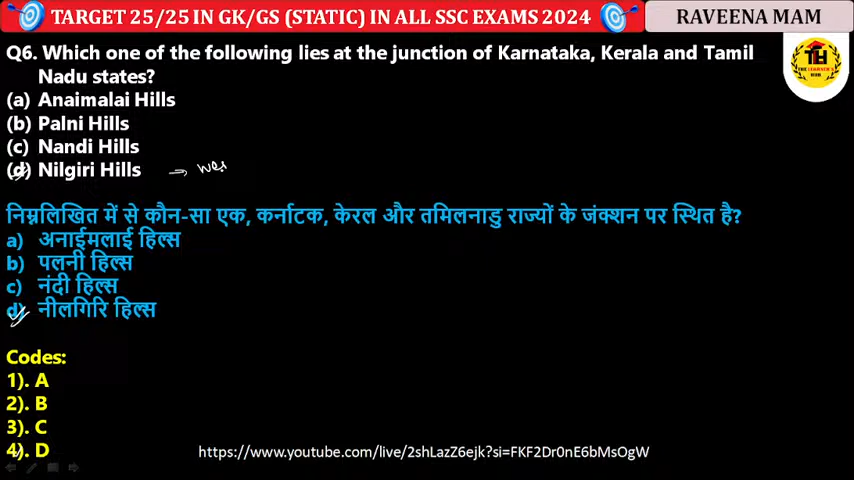 TARGET 25/25 IN GK/GS (STATIC) IN ALL SSC EXAMS 2024
RAVEENA MAM
Q6. Which one of the following lies at the junction of Karnataka, Kerala and Tamil
Nadu states?
(a) Anaimalai Hills
(b) Palni Hills
(c) Nandi Hills
(d) Nilgiri Hills
निम्नलिखित में से कौन-सा एक, कर्नाटक, केरल और तमिलनाडु राज्यों के जंक्शन पर स्थित है?
a) अनाईमलाई हिल्स
b) पलनी हिल्स
c) नंदी हिल्स
d) नीलगिरि हिल्स
Codes:
1). A
2). B
3). C
4). D
https://www.youtube.com/live/2shLazZ6ejk?si=FKF2Dr0nE6bMsOgW